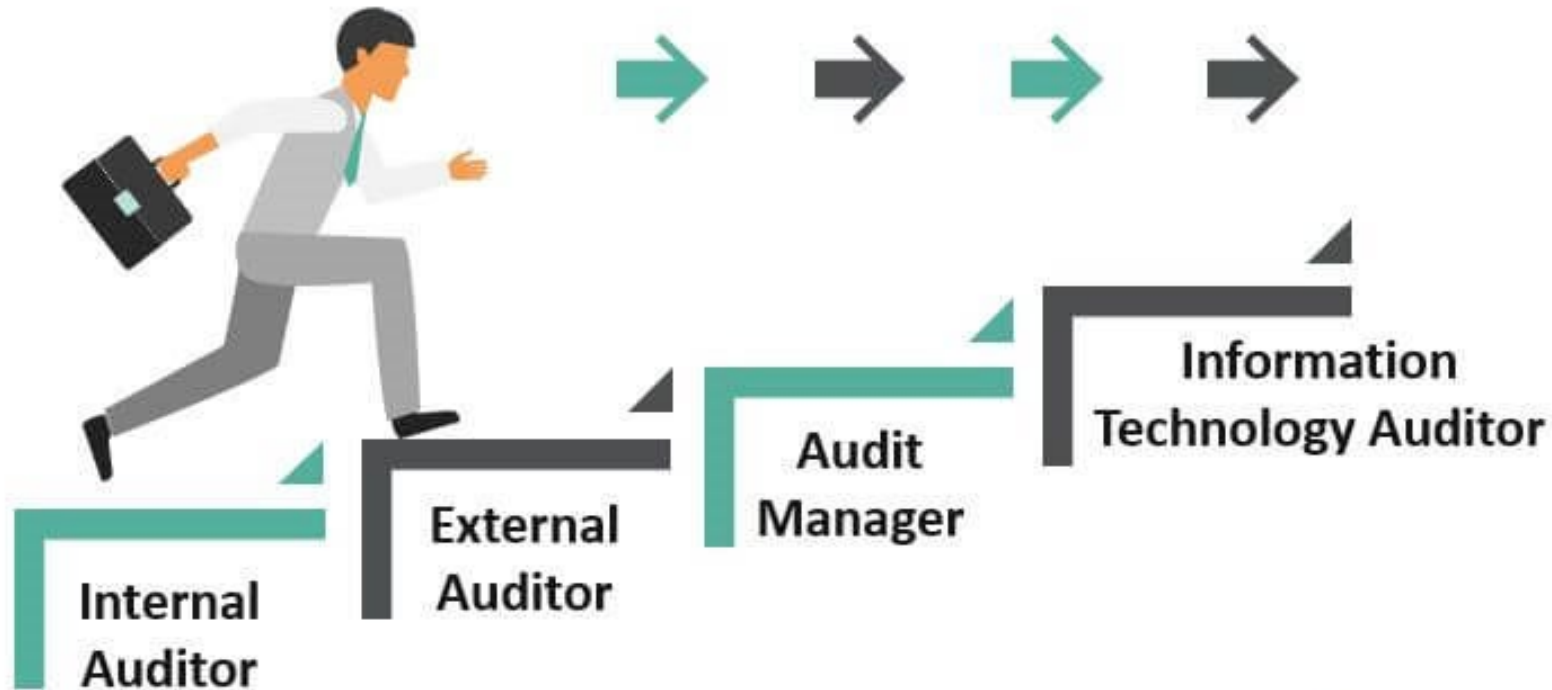 Internal
Auditor
External
Auditor
Audit
Manager
Information
Technology Auditor